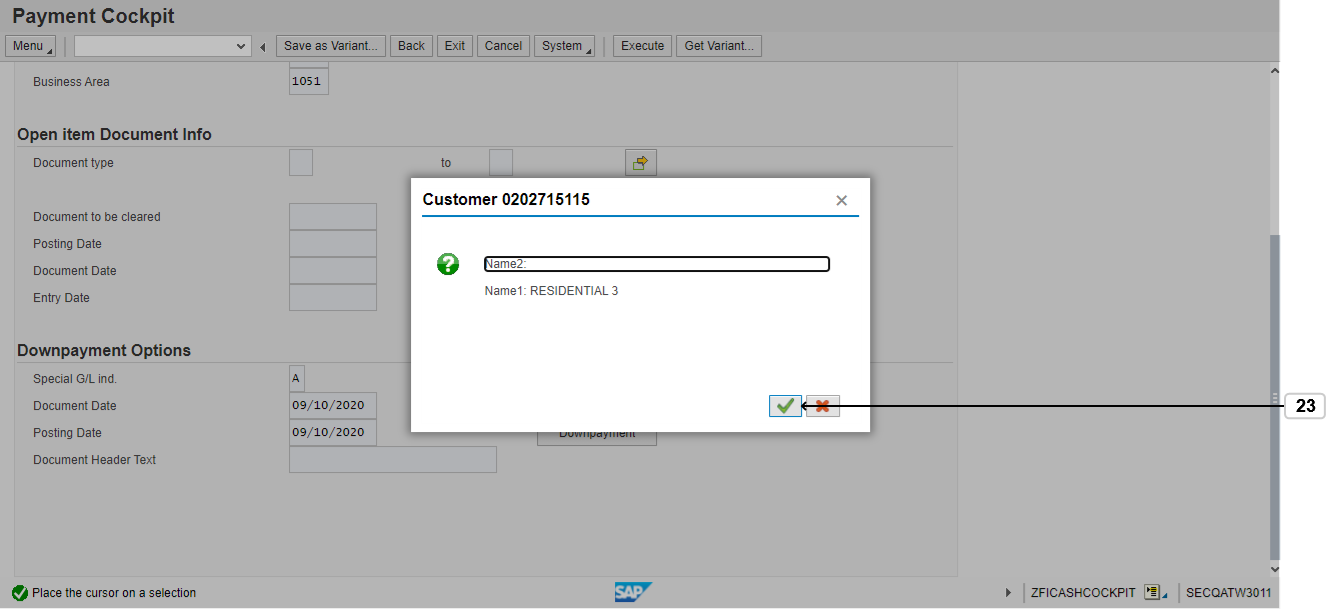 Payment Cockpit
Menu
Save as Variant... Back Exit Cancel System Execute Get Variant...
Business Area 1051
Open item Document Info
Document type to
Document to be cleared
Posting Date
Document Date
Entry Date
Customer 0202715115
Name2:
Name1: RESIDENTIAL 3
23
Downpayment Options
Special G/L ind. A
Document Date 09/10/2020
Posting Date 09/10/2020 Downpayment
Document Header Text
Place the cursor on a selection SAP ZFICASHCOCKPIT SECQATW3011